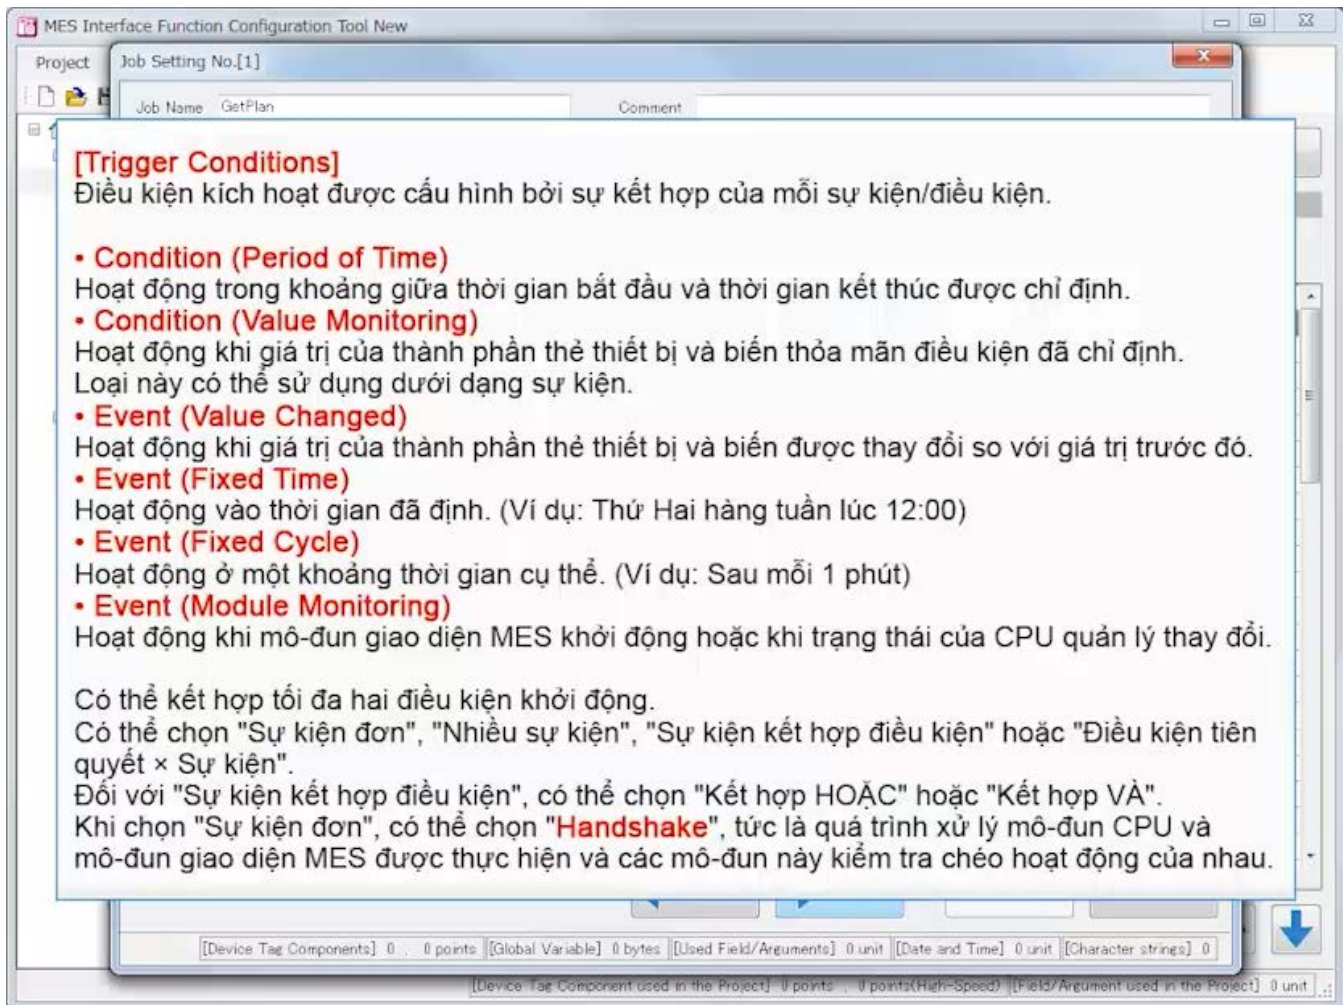 MES Interface Function Configuration Tool New
Project
Job Setting No.[1]
Job Name GetPlan Comment
[Trigger Conditions]
Điều kiện kích hoạt được cấu hình bởi sự kết hợp của mỗi sự kiện/điều kiện.
• Condition (Period of Time)
Hoạt động trong khoảng giữa thời gian bắt đầu và thời gian kết thúc được chỉ định.
• Condition (Value Monitoring)
Hoạt động khi giá trị của thành phần thẻ thiết bị và biến thỏa mãn điều kiện đã chỉ định.
Loại này có thể sử dụng dưới dạng sự kiện.
• Event (Value Changed)
Hoạt động khi giá trị của thành phần thẻ thiết bị và biến được thay đổi so với giá trị trước đó.
• Event (Fixed Time)
Hoạt động vào thời gian đã định. (Ví dụ: Thứ Hai hàng tuần lúc 12:00)
• Event (Fixed Cycle)
Hoạt động ở một khoảng thời gian cụ thể. (Ví dụ: Sau mỗi 1 phút)
• Event (Module Monitoring)
Hoạt động khi mô-đun giao diện MES khởi động hoặc khi trạng thái của CPU quản lý thay đổi.
Có thể kết hợp tối đa hai điều kiện khởi động.
Có thể chọn "Sự kiện đơn", "Nhiều sự kiện", "Sự kiện kết hợp điều kiện" hoặc "Điều kiện tiên
quyết × Sự kiện".
Đối với "Sự kiện kết hợp điều kiện", có thể chọn "Kết hợp HOẶC" hoặc "Kết hợp VÀ".
Khi chọn "Sự kiện đơn", có thể chọn "Handshake", tức là quá trình xử lý mô-đun CPU và
mô-đun giao diện MES được thực hiện và các mô-đun này kiểm tra chéo hoạt động của nhau.
[Device Tag Components] 0 , 0 points [Global Variable] 0 bytes [Used Field/Arguments] 0 unit [Date and Time] 0 unit [Character strings] 0
[Device Tag Component used in the Project] 0 points , 0 points(High-Speed) [Field/Argument used in the Project] 0 unit